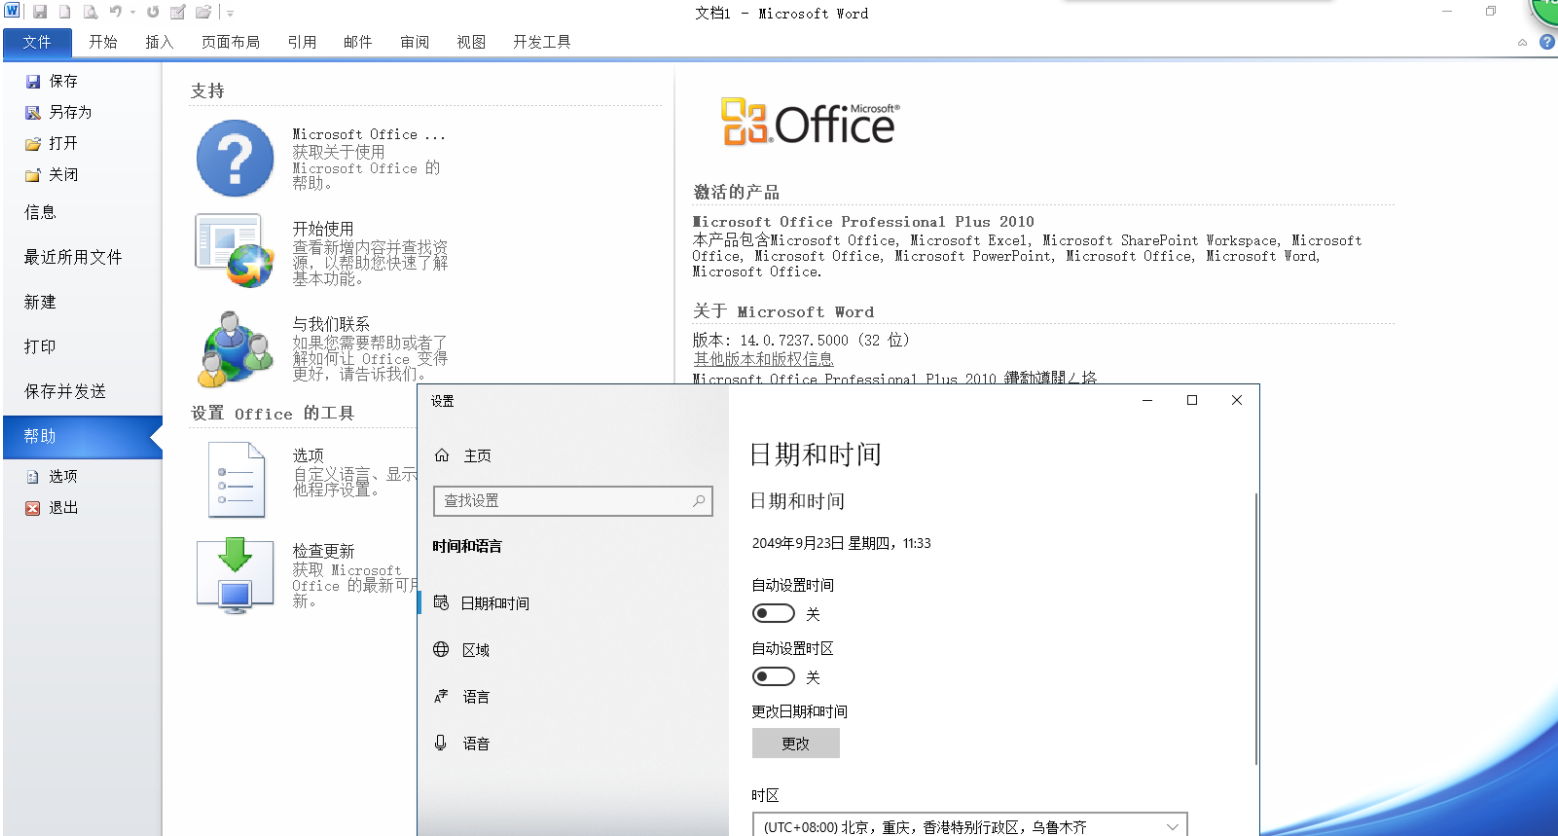 文档1 - Microsoft Word
文件 开始 插入 页面布局 引用 邮件 审阅 视图 开发工具
保存
另存为
打开
关闭
信息
最近所用文件
新建
打印
保存并发送
帮助
选项
退出
支持
Microsoft Office ...
获取关于使用
Microsoft Office 的
帮助。
开始使用
查看新增内容并查找资
源，以帮助您快速了解
基本功能。
与我们联系
如果您需要帮助或者了
解如何让 Office 变得
更好，请告诉我们。
设置 Office 的工具
选项
自定义语言、显示
他程序设置。
检查更新
获取 Microsoft
Office 的最新可用
新。
Microsoft®
Office
激活的产品
Microsoft Office Professional Plus 2010
本产品包含Microsoft Office, Microsoft Excel, Microsoft SharePoint Workspace, Microsoft
Office, Microsoft Office, Microsoft PowerPoint, Microsoft Office, Microsoft Word,
Microsoft Office.
关于 Microsoft Word
版本: 14.0.7237.5000 (32 位)
其他版本和版权信息
Microsoft Office Professional Plus 2010
设置
主页
查找设置
时间和语言
日期和时间
区域
语言
语音
日期和时间
日期和时间
2049年9月23日 星期四，11:33
自动设置时间
关
自动设置时区
关
更改日期和时间
更改
时区
(UTC+08:00) 北京，重庆，香港特别行政区，乌鲁木齐